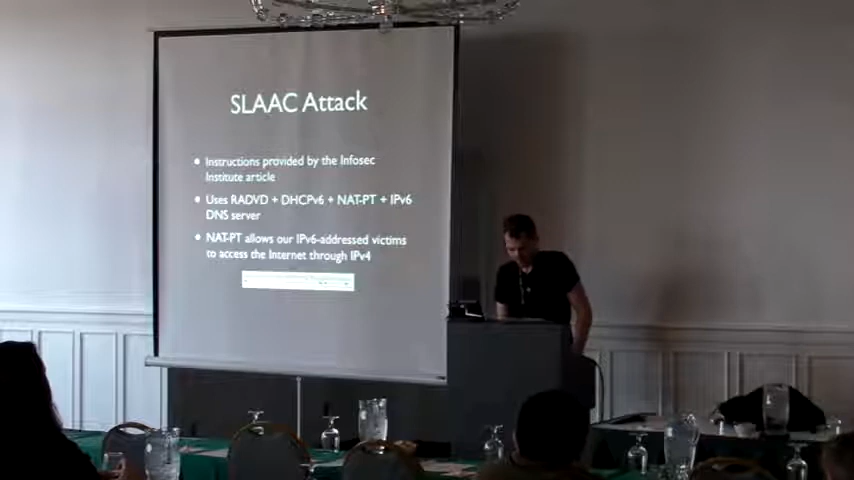 SLAAC Attack
Instructions provided by the Infosec
Institute article
Uses RADVD + DHCPv6 + NAT-PT + IPv6
DNS server
NAT-PT allows our IPv6-addressed victims
to access the Internet through IPv4